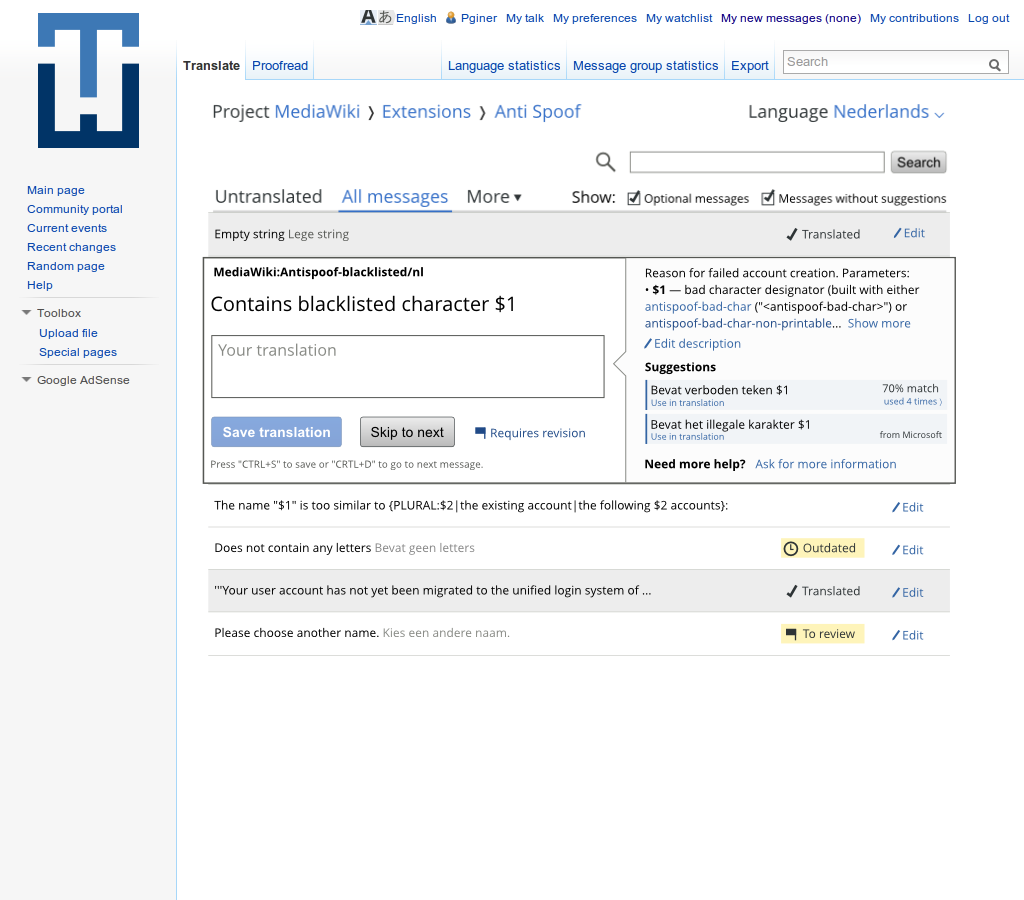 Aあ English Pginer My talk My preferences My watchlist My new messages (none) My contributions Log out
Translate Proofread Language statistics Message group statistics Export Search
Project MediaWiki ❭ Extensions ❭ Anti Spoof Language Nederlands
Search
Untranslated All messages More ▾ Show: Optional messages Messages without suggestions
Main page
Community portal
Current events
Recent changes
Random page
Help
Toolbox
Upload file
Special pages
Google AdSense
Empty string Lege string Translated Edit
MediaWiki:Antispoof-blacklisted/nl
Contains blacklisted character $1
Your translation
Save translation Skip to next Requires revision
Press "CTRL+S" to save or "CRTL+D" to go to next message.
Reason for failed account creation. Parameters:
• $1 — bad character designator (built with either
antispoof-bad-char ("<antispoof-bad-char>") or
antispoof-bad-char-non-printable... Show more
Edit description
Suggestions
Bevat verboden teken $1 70% match
Use in translation used 4 times ⟩
Bevat het illegale karakter $1
Use in translation from Microsoft
Need more help? Ask for more information
The name "$1" is too similar to {PLURAL:$2|the existing account|the following $2 accounts}: Edit
Does not contain any letters Bevat geen letters Outdated Edit
'''Your user account has not yet been migrated to the unified login system of ... Translated Edit
Please choose another name. Kies een andere naam. To review Edit